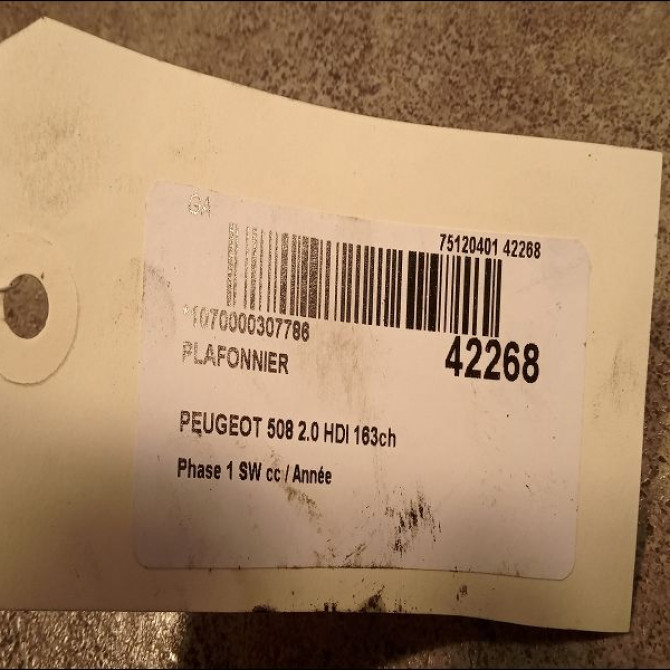 GA
75120401 42268
*1070000307786
PLAFONNIER
42268
PEUGEOT 508 2.0 HDI 163ch
Phase 1 SW cc / Année